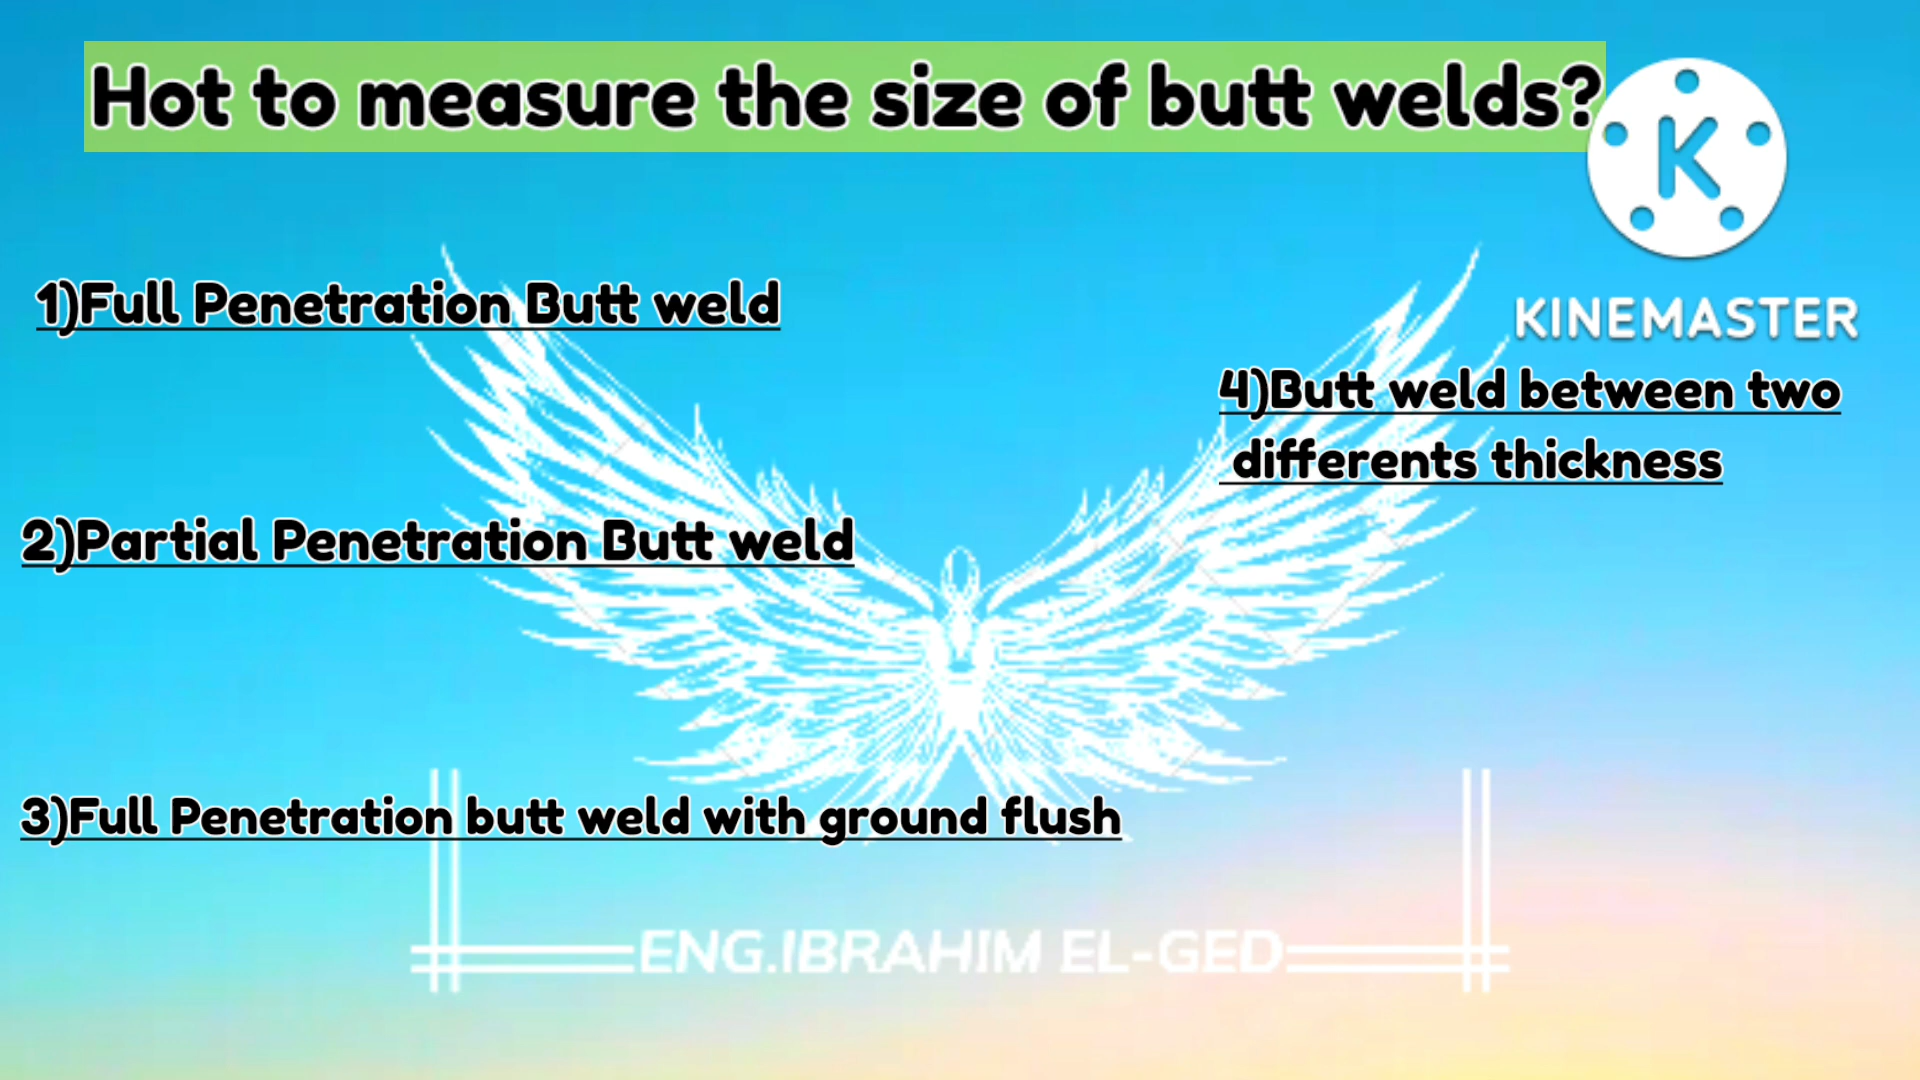 Hot to measure the size of butt welds?
K
KINEMASTER
1)Full Penetration Butt weld
4)Butt weld between two
differents thickness
2)Partial Penetration Butt weld
3)Full Penetration butt weld with ground flush
ENG.IBRAHIM EL-GED